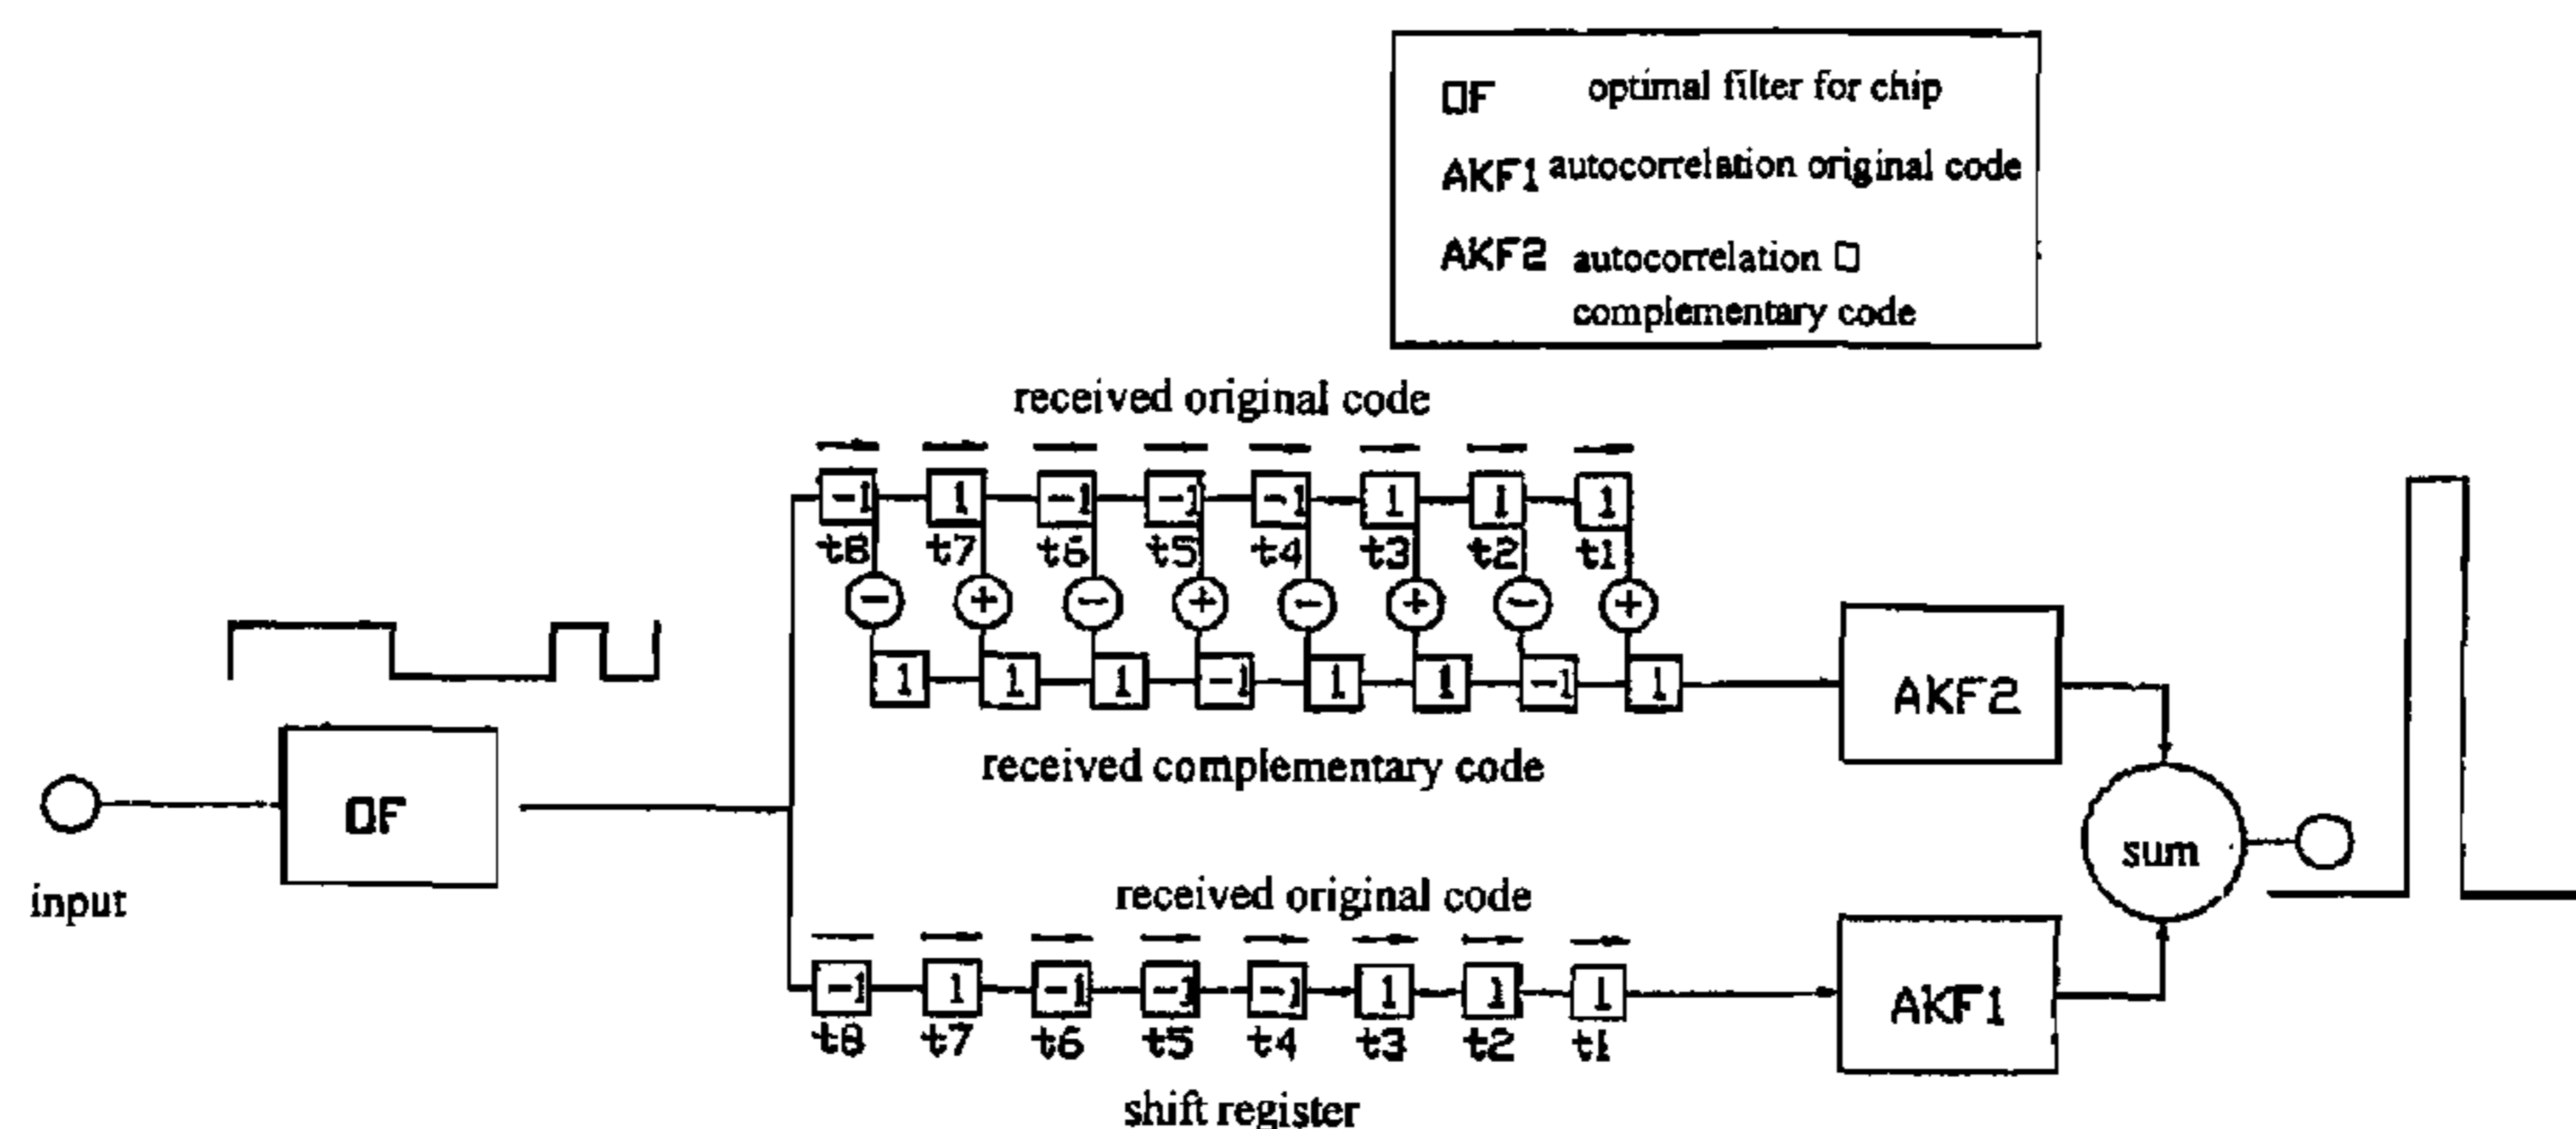 OF optimal filter for chip
AKF1 autocorrelation original code
AKF2 autocorrelation
complementary code
received original code
-1 1 -1 -1 -1 1 1 1
t8 t7 t6 t5 t4 t3 t2 t1
- + - + - + - +
1 1 1 -1 1 1 -1 1
AKF2
received complementary code
OF
input
sum
received original code
-1 1 -1 -1 -1 1 1 1
t8 t7 t6 t5 t4 t3 t2 t1
AKF1
shift register